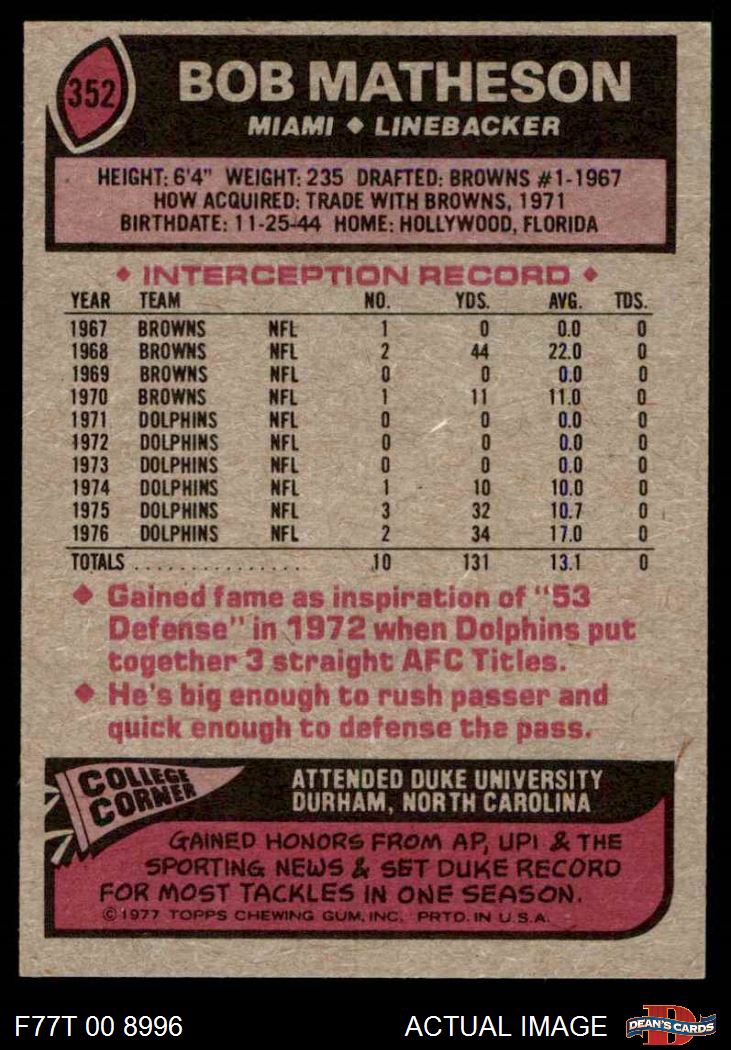 352
BOB MATHESON
MIAMI ◆ LINEBACKER
HEIGHT: 6'4" WEIGHT: 235 DRAFTED: BROWNS #1-1967
HOW ACQUIRED: TRADE WITH BROWNS, 1971
BIRTHDATE: 11-25-44 HOME: HOLLYWOOD, FLORIDA
◆ INTERCEPTION RECORD ◆
YEAR TEAM NO. YDS. AVG. TDS.
1967 BROWNS NFL 1 0 0.0 0
1968 BROWNS NFL 2 44 22.0 0
1969 BROWNS NFL 0 0 0.0 0
1970 BROWNS NFL 1 11 11.0 0
1971 DOLPHINS NFL 0 0 0.0 0
1972 DOLPHINS NFL 0 0 0.0 0
1973 DOLPHINS NFL 0 0 0.0 0
1974 DOLPHINS NFL 1 10 10.0 0
1975 DOLPHINS NFL 3 32 10.7 0
1976 DOLPHINS NFL 2 34 17.0 0
TOTALS ................ 10 131 13.1 0
◆ Gained fame as inspiration of "53
Defense" in 1972 when Dolphins put
together 3 straight AFC Titles.
◆ He's big enough to rush passer and
quick enough to defense the pass.
COLLEGE
CORNER
ATTENDED DUKE UNIVERSITY
DURHAM, NORTH CAROLINA
GAINED HONORS FROM AP, UPI & THE
SPORTING NEWS & SET DUKE RECORD
FOR MOST TACKLES IN ONE SEASON.
© 1977 TOPPS CHEWING GUM, INC. PRTD. IN U.S.A.
F77T 00 8996
ACTUAL IMAGE
D
DEAN'S CARDS